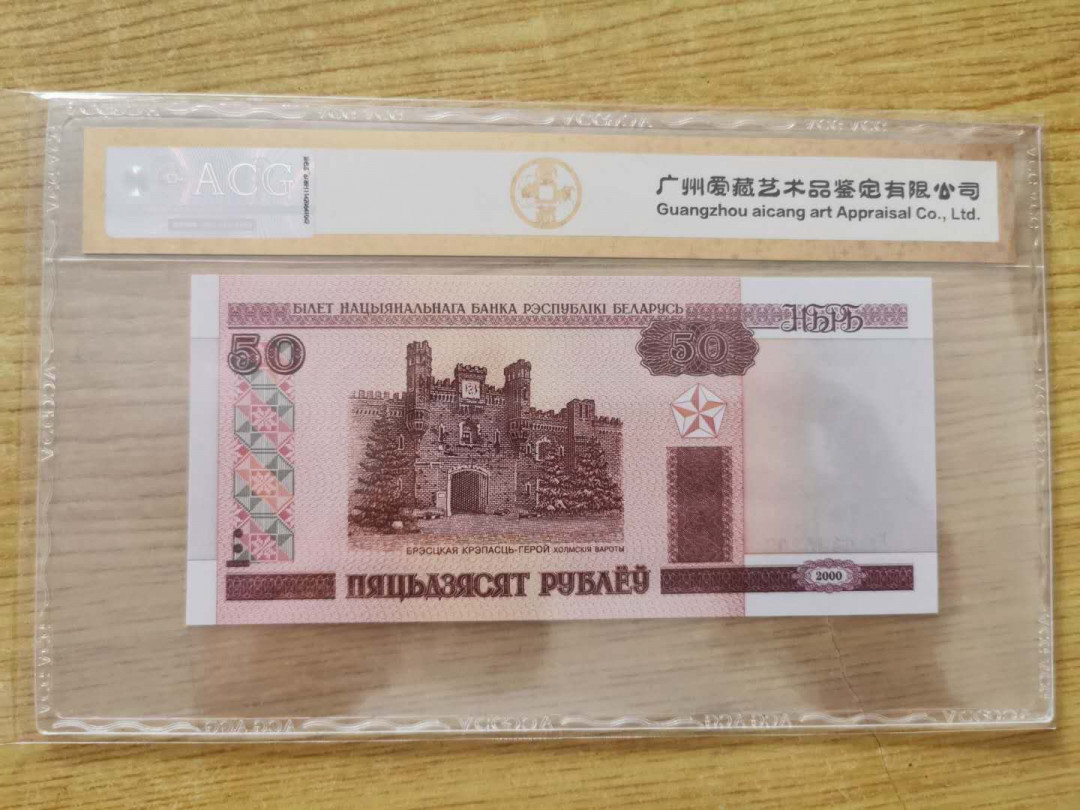 ACG
广州爱藏艺术品鉴定有限公司
Guangzhou aicang art Appraisal Co., Ltd.
БІЛЕТ НАЦЫЯНАЛЬНАГА БАНКА РЭСПУБЛІКІ БЕЛАРУСЬ
НБРБ
50
50
БРЭСЦКАЯ КРЭПАСЦЬ-ГЕРОЙ ХОЛМСКІЯ ВАРОТЫ
ПЯЦЬДЗЯСЯТ РУБЛЁЎ
2000